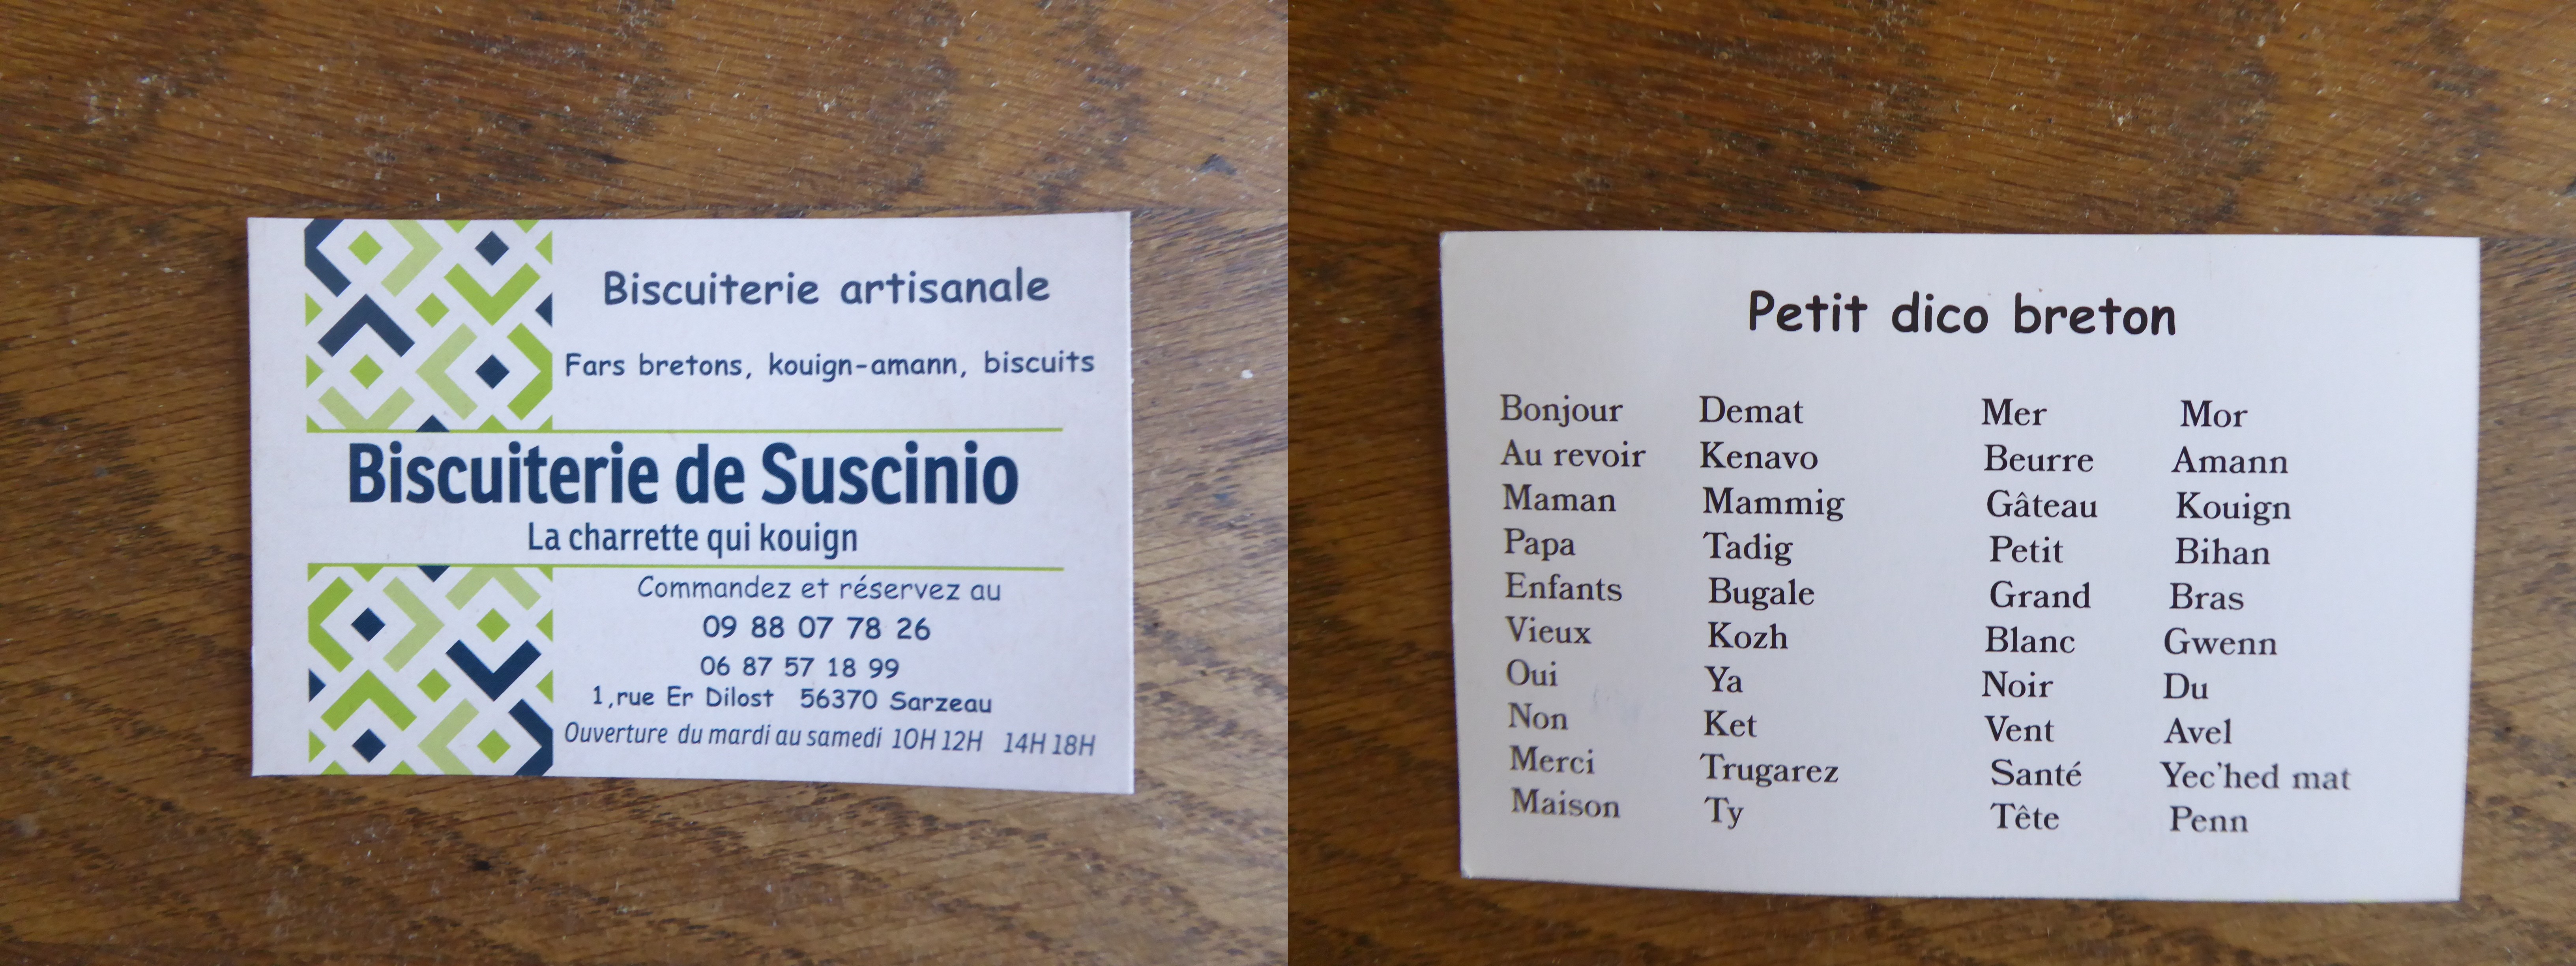 Biscuiterie artisanale
Fars bretons, kouign-amann, biscuits
Biscuiterie de Suscinio
La charrette qui kouign
Commandez et réservez au
09 88 07 78 26
06 87 57 18 99
1,rue Er Dilost 56370 Sarzeau
Ouverture du mardi au samedi 10H 12H 14H 18H
Petit dico breton
Bonjour Demat Mer Mor
Au revoir Kenavo Beurre Amann
Maman Mammig Gâteau Kouign
Papa Tadig Petit Bihan
Enfants Bugale Grand Bras
Vieux Kozh Blanc Gwenn
Oui Ya Noir Du
Non Ket Vent Avel
Merci Trugarez Santé Yec'hed mat
Maison Ty Tête Penn